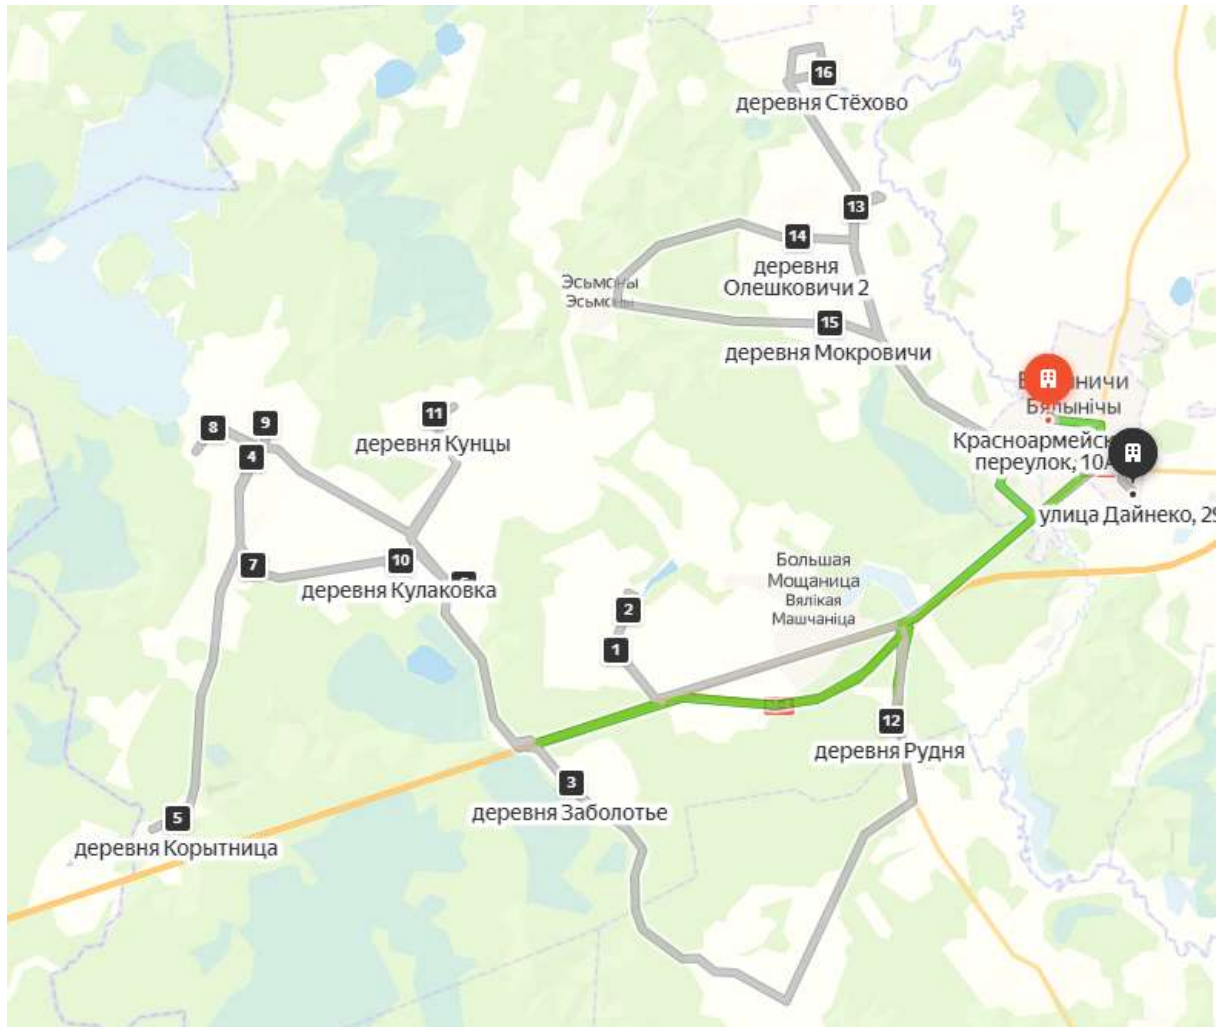 16
деревня Стёхово
13
14
деревня
Олешковичи 2
Эсьмоны
Эсьмоны
15
деревня Мокровичи
Бялынічы
Красноармейск
переулок, 10А
улица Дайнеко, 29
11
деревня Кунцы
8
9
4
7
10
деревня Кулаковка
Большая
Мощаница
Вялікая
Машчаніца
2
1
12
деревня Рудня
3
деревня Заболотье
5
деревня Корытница